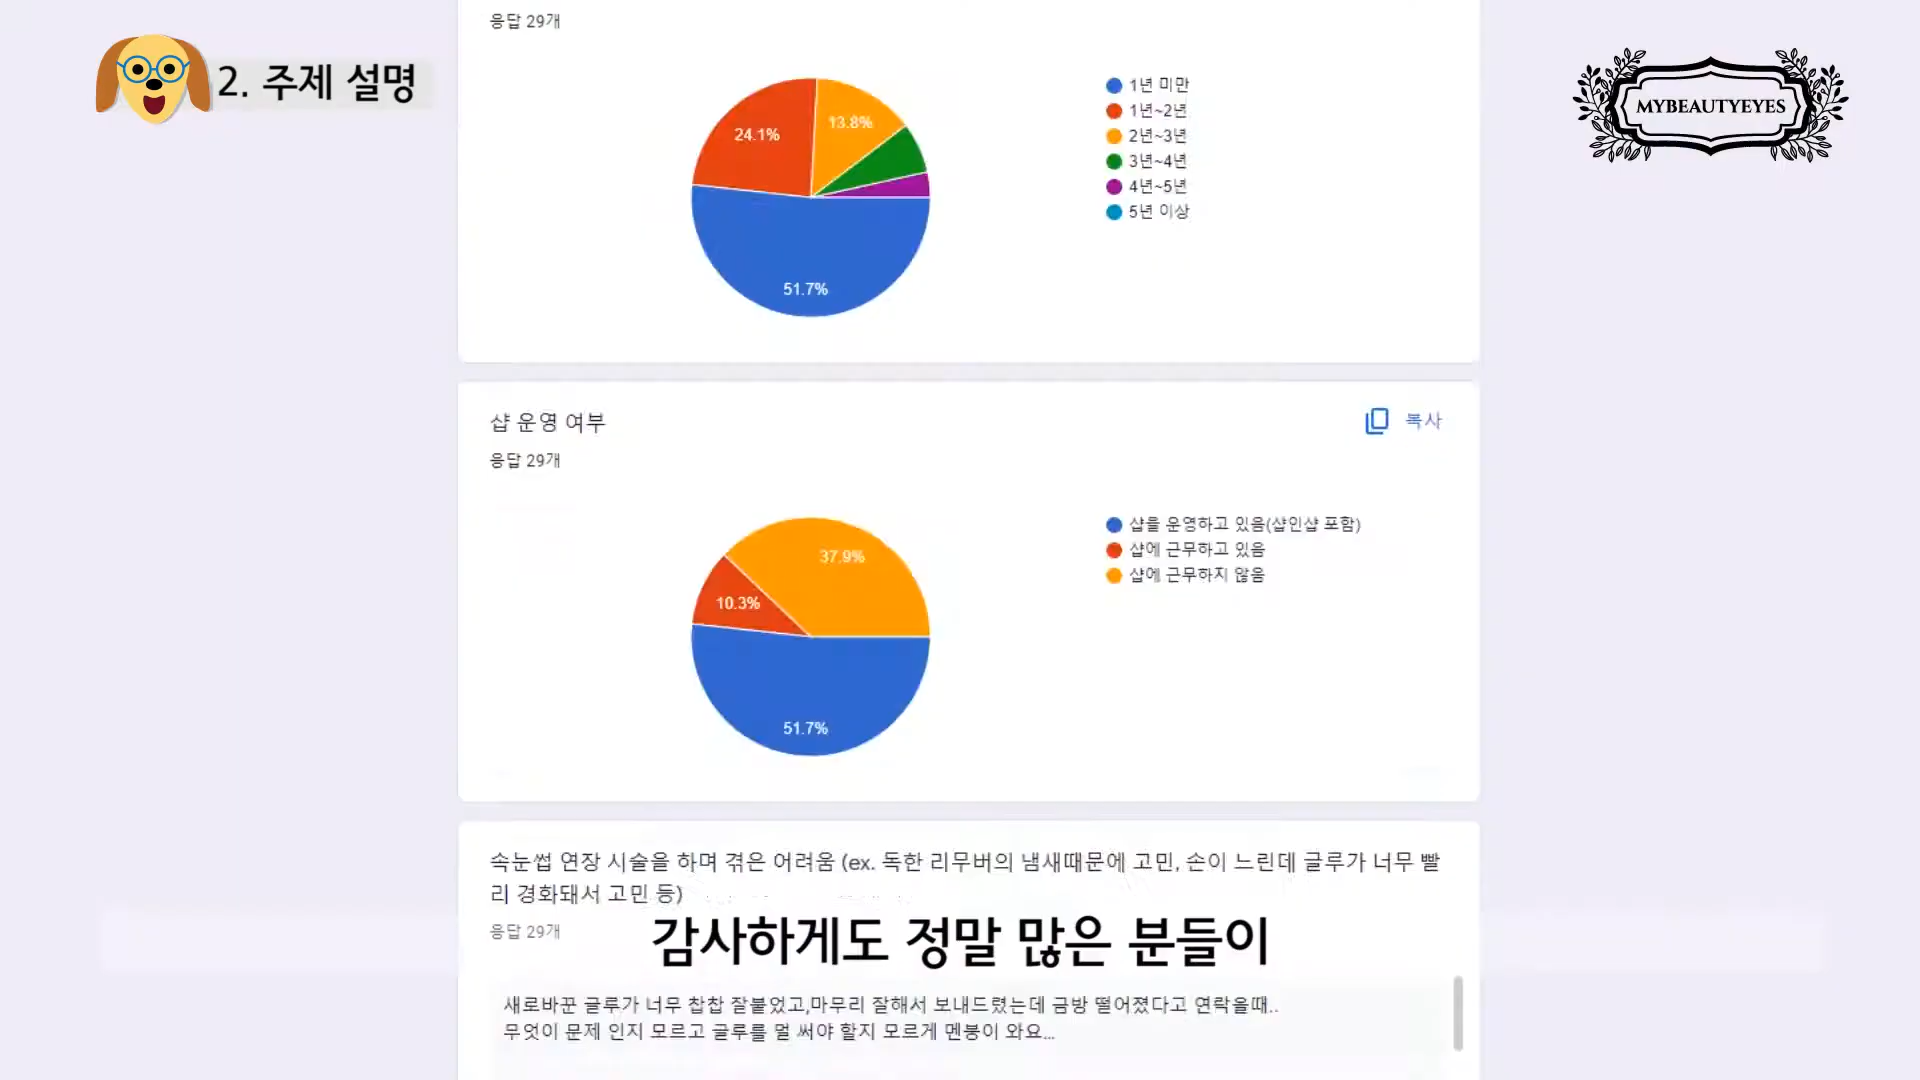 응답 29개
2. 주제 설명
MYBEAUTYEYES
1년 미만
1년~2년
2년~3년
3년~4년
4년~5년
5년 이상
24.1%
13.8%
51.7%
샵 운영 여부
복사
응답 29개
샵을 운영하고 있음(샵인샵 포함)
샵에 근무하고 있음
샵에 근무하지 않음
37.9%
10.3%
51.7%
속눈썹 연장 시술을 하며 겪은 어려움 (ex. 독한 리무버의 냄새때문에 고민, 손이 느린데 글루가 너무 빨
리 경화돼서 고민 등)
응답 29개
감사하게도 정말 많은 분들이
새로바꾼 글루가 너무 찹찹 잘붙었고,마무리 잘해서 보내드렸는데 금방 떨어졌다고 연락올때..
무엇이 문제 인지 모르고 글루를 멀 써야 할지 모르게 멘붕이 와요...